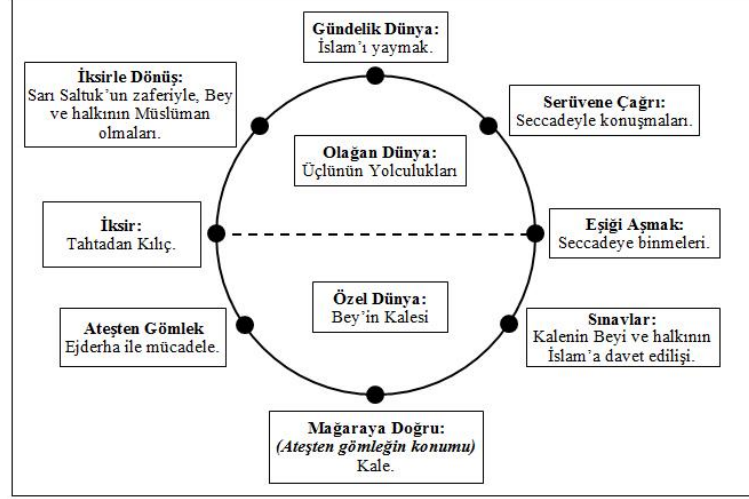 Gündelik Dünya:
İslam’ı yaymak.
Serüvene Çağrı:
Seccadeyle konuşmaları.
Eşiği Aşmak:
Seccadeye binmeleri.
Sınavlar:
Kalenin Beyi ve halkının
İslam’a davet edilişi.
Mağaraya Doğru:
(Ateşten gömleğin konumu)
Kale.
Ateşten Gömlek
Ejderha ile mücadele.
İksir:
Tahtadan Kılıç.
İksirle Dönüş:
Sarı Saltuk’un zaferiyle, Bey
ve halkının Müslüman
olmaları.
Olağan Dünya:
Üçlünün Yolculukları
Özel Dünya:
Bey’in Kalesi